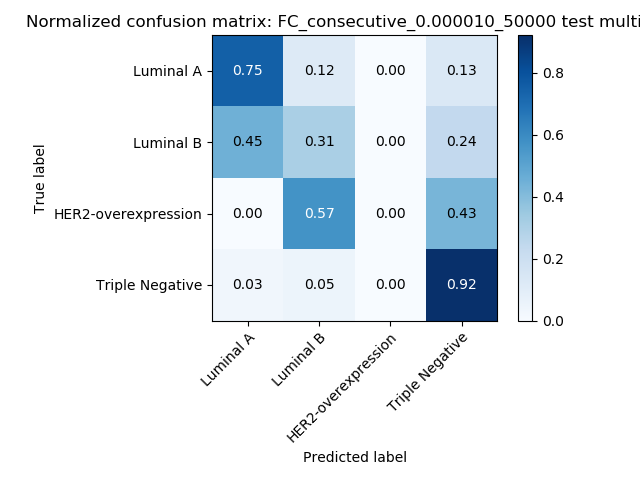 Normalized confusion matrix: FC_consecutive_0.000010_50000 test multi
True label
Luminal A 0.75 0.12 0.00 0.13
Luminal B 0.45 0.31 0.00 0.24
HER2-overexpression 0.00 0.57 0.00 0.43
Triple Negative 0.03 0.05 0.00 0.92
Luminal A Luminal B HER2-overexpression Triple Negative
Predicted label
0.8
0.6
0.4
0.2
0.0